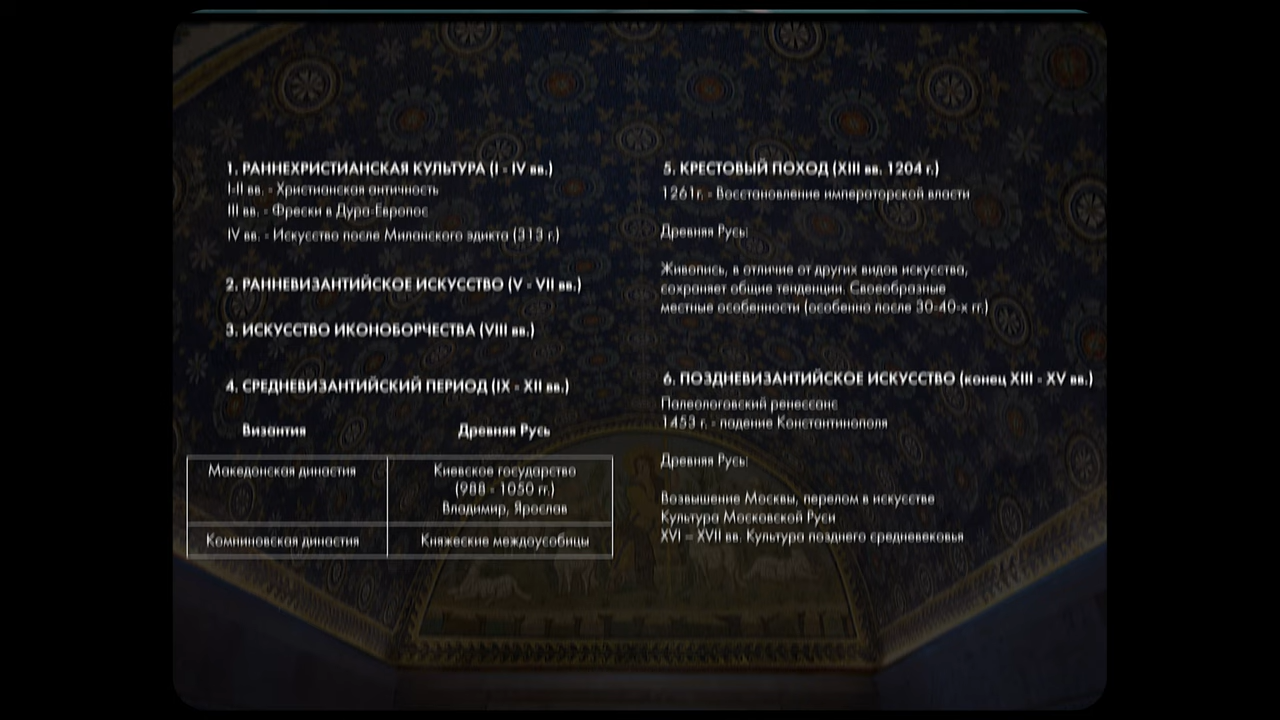 1. РАННЕХРИСТИАНСКАЯ КУЛЬТУРА (I - IV вв.)
I-II вв. - Христианская античность
III вв. - Фрески в Дура-Европос
IV вв. - Искусство после Миланского эдикта (313 г.)
2. РАННЕВИЗАНТИЙСКОЕ ИСКУССТВО (V - VII вв.)
3. ИСКУССТВО ИКОНОБОРЧЕСТВА (VIII вв.)
4. СРЕДНЕВИЗАНТИЙСКИЙ ПЕРИОД (IX - XII вв.)
Византия Древняя Русь
Македонская династия Киевское государство
(988 - 1050 гг.)
Владимир, Ярослав
Комниновская династия Княжеские междоусобицы
5. КРЕСТОВЫЙ ПОХОД (XIII вв. 1204 г.)
1261г. - Восстановление императорской власти
Древняя Русь:
Живопись, в отличие от других видов искусства,
сохраняет общие тенденции. Своеобразные
местные особенности (особенно после 30-40-х гг.)
6. ПОЗДНЕВИЗАНТИЙСКОЕ ИСКУССТВО (конец XIII - XV вв.)
Палеологовский ренессанс
1453 г. - падение Константинополя
Древняя Русь:
Возвышение Москвы, перелом в искусстве
Культура Московской Руси
XVI - XVII вв. Культура позднего средневековья